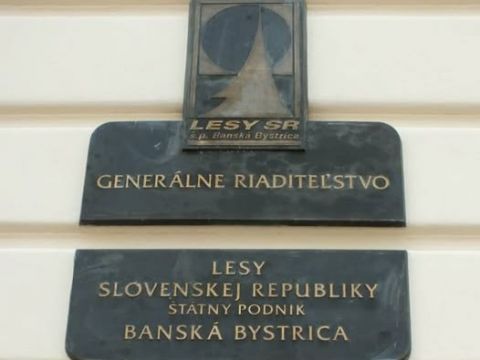 LESY SR
š.p. Banská Bystrica
GENERÁLNE RIADITEĽSTVO
LESY
SLOVENSKEJ REPUBLIKY
ŠTÁTNY PODNIK
BANSKÁ BYSTRICA